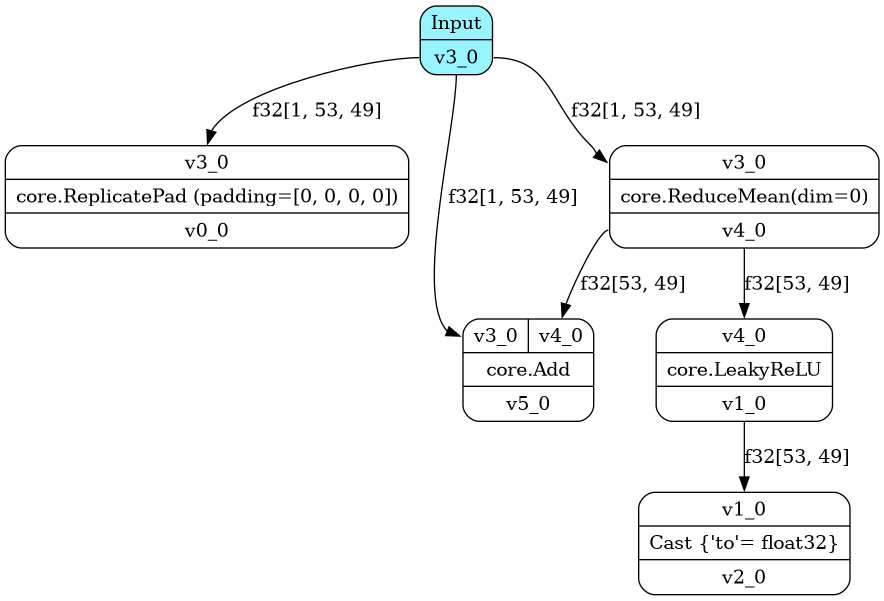 Input
v3_0
f32[1, 53, 49]
f32[1, 53, 49]
v3_0
core.ReplicatePad (padding=[0, 0, 0, 0])
v0_0
f32[1, 53, 49]
v3_0
core.ReduceMean(dim=0)
v4_0
f32[53, 49]
f32[53, 49]
v3_0 v4_0
core.Add
v5_0
v4_0
core.LeakyReLU
v1_0
f32[53, 49]
v1_0
Cast {'to'= float32}
v2_0